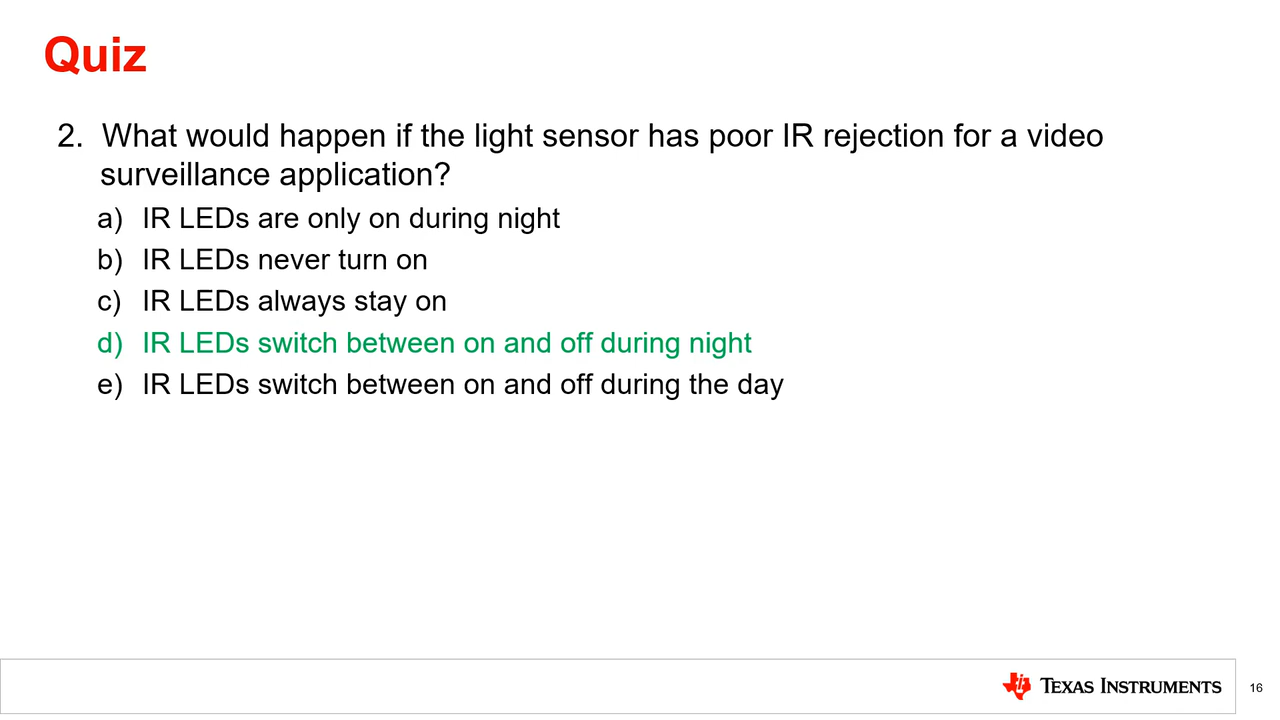 Quiz
2. What would happen if the light sensor has poor IR rejection for a video
surveillance application?
a) IR LEDs are only on during night
b) IR LEDs never turn on
c) IR LEDs always stay on
d) IR LEDs switch between on and off during night
e) IR LEDs switch between on and off during the day
TEXAS INSTRUMENTS
16